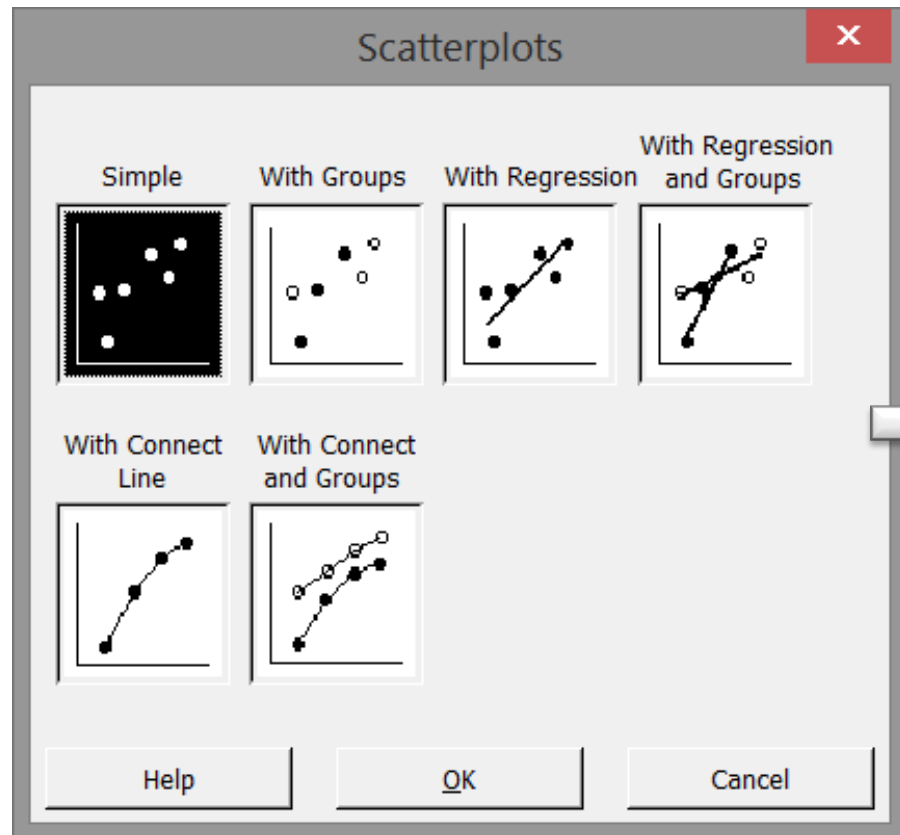 Scatterplots
Simple
With Groups
With Regression
With Regression
and Groups
With Connect
Line
With Connect
and Groups
Help
OK
Cancel